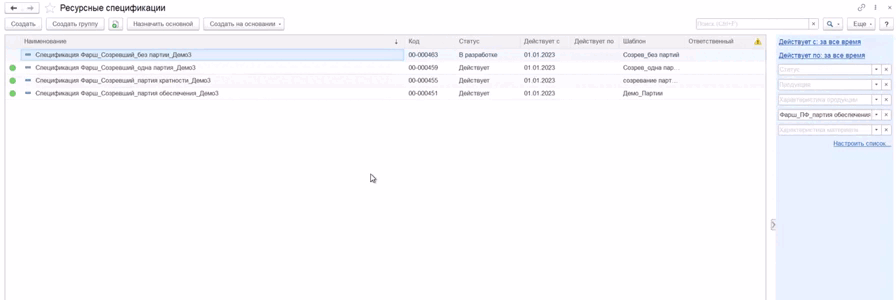 Ресурсные спецификации
Создать Создать группу Назначить основной Создать на основании Поиск (Ctrl+F) Еще ?
Наименование Код Статус Действует с Действует по Шаблон Ответственный
Спецификация Фарш_Созревший_без партии_Демо3 00-000463 В разработке 01.01.2023 Созрев_без партий
Спецификация Фарш_Созревший_одна партия_Демо3 00-000459 Действует 01.01.2023 Созрев_одна пар...
Спецификация Фарш_Созревший_партия кратности_Демо3 00-000455 Действует 01.01.2023 созревание парт...
Спецификация Фарш_Созревший_партия обеспечения_Демо3 00-000451 Действует 01.01.2023 Демо_Партии
Действует с: за все время
Действует по: за все время
Статус
Продукция
Характеристика продукции
Фарш_ПФ_партия обеспечения
Характеристика материала
Настроить список...